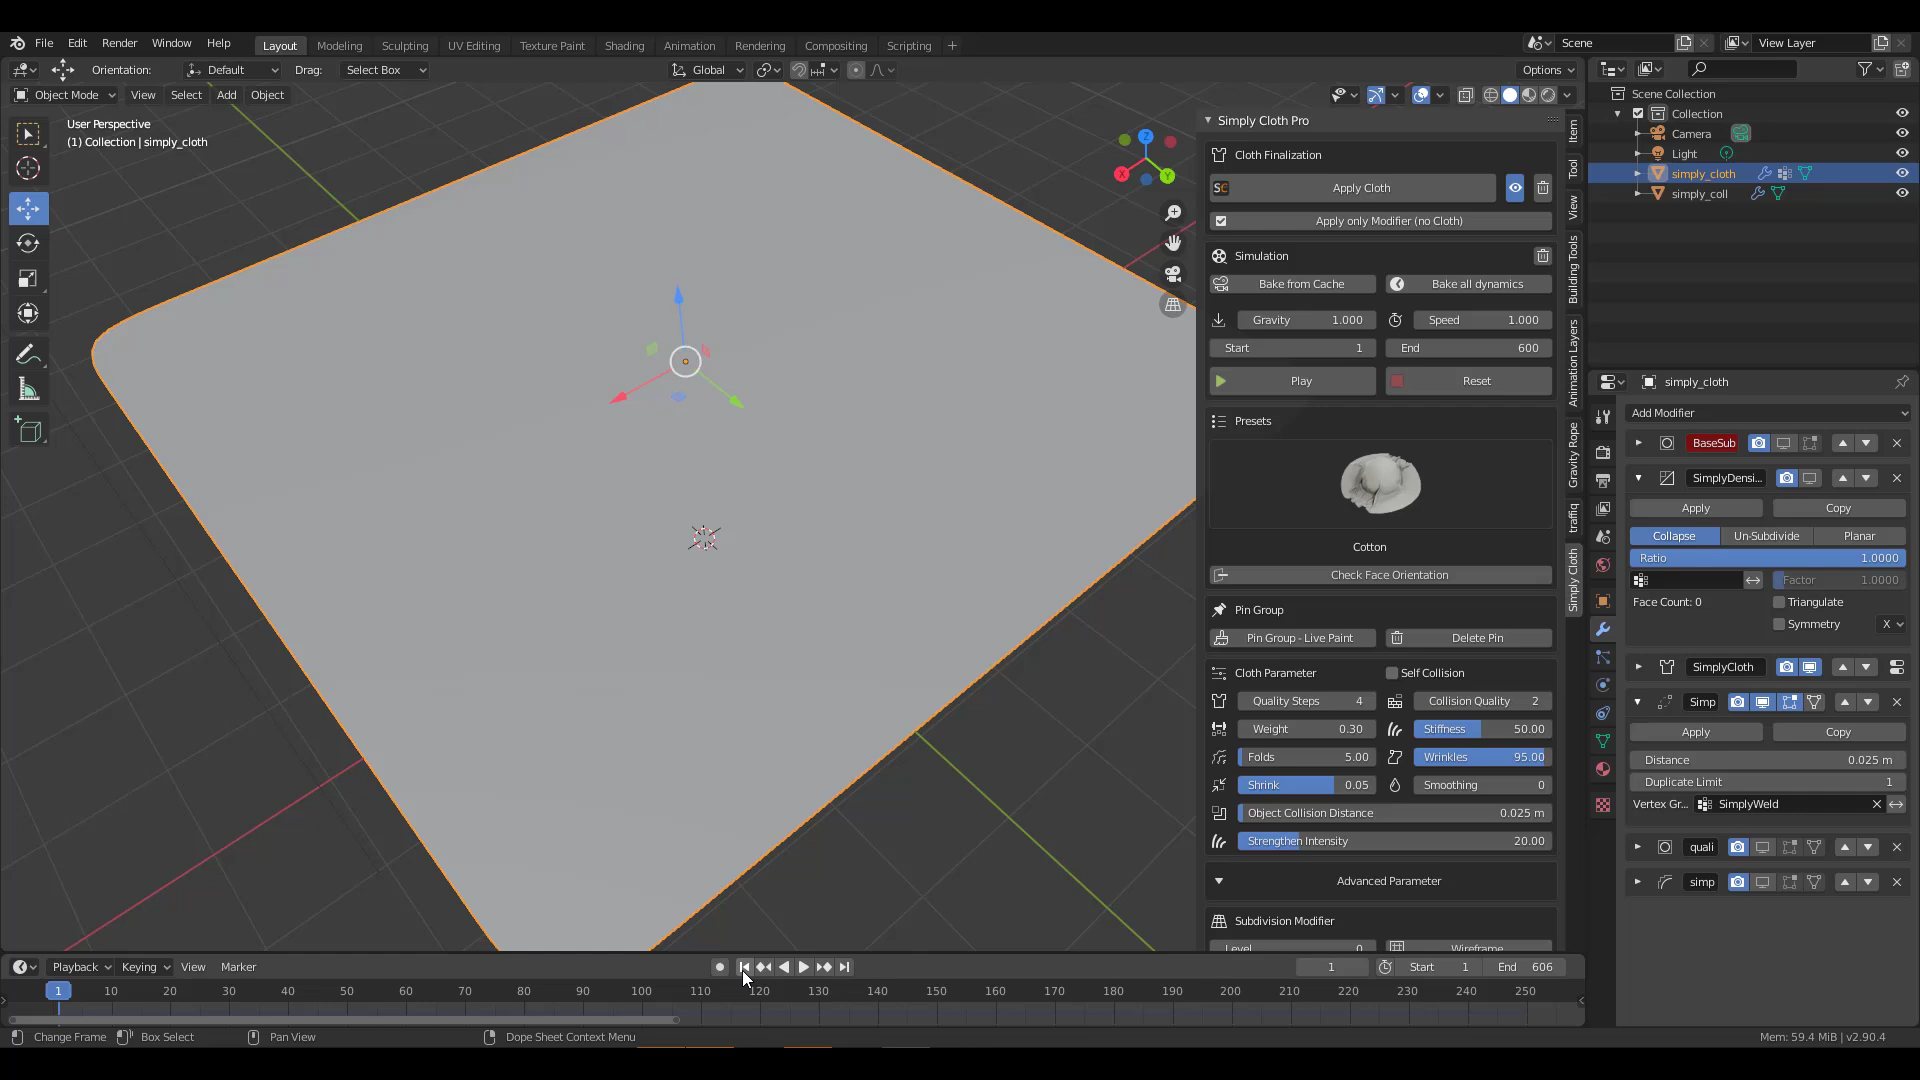 File Edit Render Window Help Layout Modeling Sculpting UV Editing Texture Paint Shading Animation Rendering Compositing Scripting + Scene View Layer
Orientation: Default Drag: Select Box Global Options
Object Mode View Select Add Object
User Perspective
(1) Collection | simply_cloth
Z
X
Y
Simply Cloth Pro
Cloth Finalization
SC Apply Cloth
Apply only Modifier (no Cloth)
Simulation
Bake from Cache Bake all dynamics
Gravity 1.000 Speed 1.000
Start 1 End 600
Play Reset
Presets
Cotton
Check Face Orientation
Pin Group
Pin Group - Live Paint Delete Pin
Cloth Parameter Self Collision
Quality Steps 4 Collision Quality 2
Weight 0.30 Stiffness 50.00
Folds 5.00 Wrinkles 95.00
Shrink 0.05 Smoothing 0
Object Collision Distance 0.025 m
Strengthen Intensity 20.00
Advanced Parameter
Subdivision Modifier
Level 0 Wireframe
Item
Tool
View
Building Tools
Animation Layers
Gravity Rope
traffiq
Simply Cloth
Scene Collection
Collection
Camera
Light
simply_cloth
simply_coll
simply_cloth
Add Modifier
BaseSub
SimplyDensi...
Apply Copy
Collapse Un-Subdivide Planar
Ratio 1.0000
Factor 1.0000
Face Count: 0 Triangulate
Symmetry X
SimplyCloth
Simp
Apply Copy
Distance 0.025 m
Duplicate Limit 1
Vertex Gr... SimplyWeld
quali
simp
Playback Keying View Marker 1 Start 1 End 606
1 10 20 30 40 50 60 70 80 90 100 110 120 130 140 150 160 170 180 190 200 210 220 230 240 250
Change Frame Box Select Pan View Dope Sheet Context Menu Mem: 59.4 MiB | v2.90.4